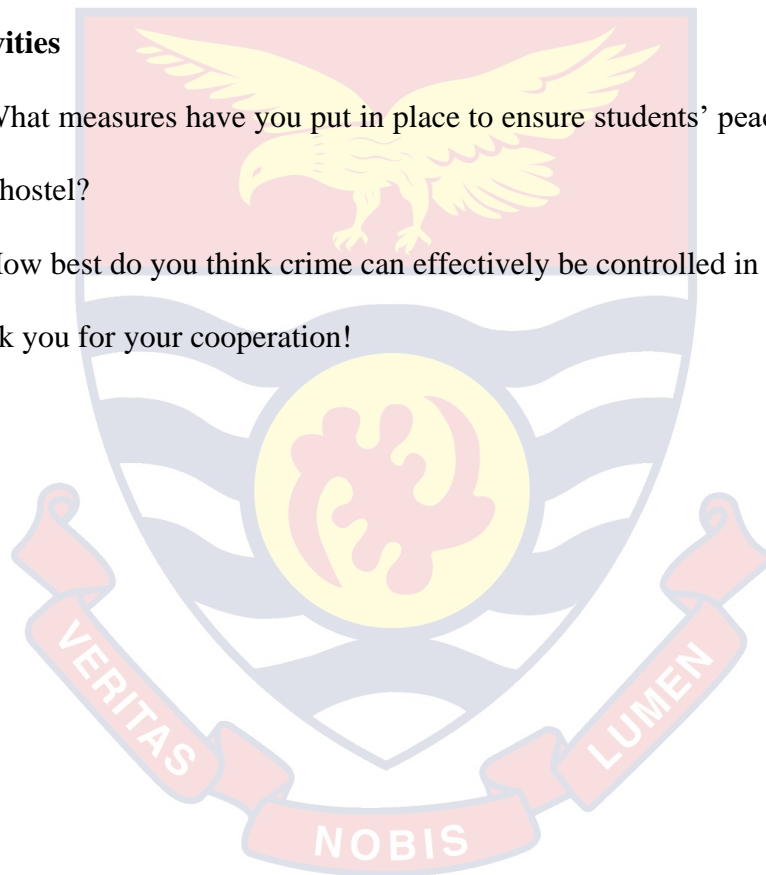 vities
What measures have you put in place to ensure students’ peac
hostel?
How best do you think crime can effectively be controlled in
k you for your cooperation!
VERITAS
NOBIS
LUMEN